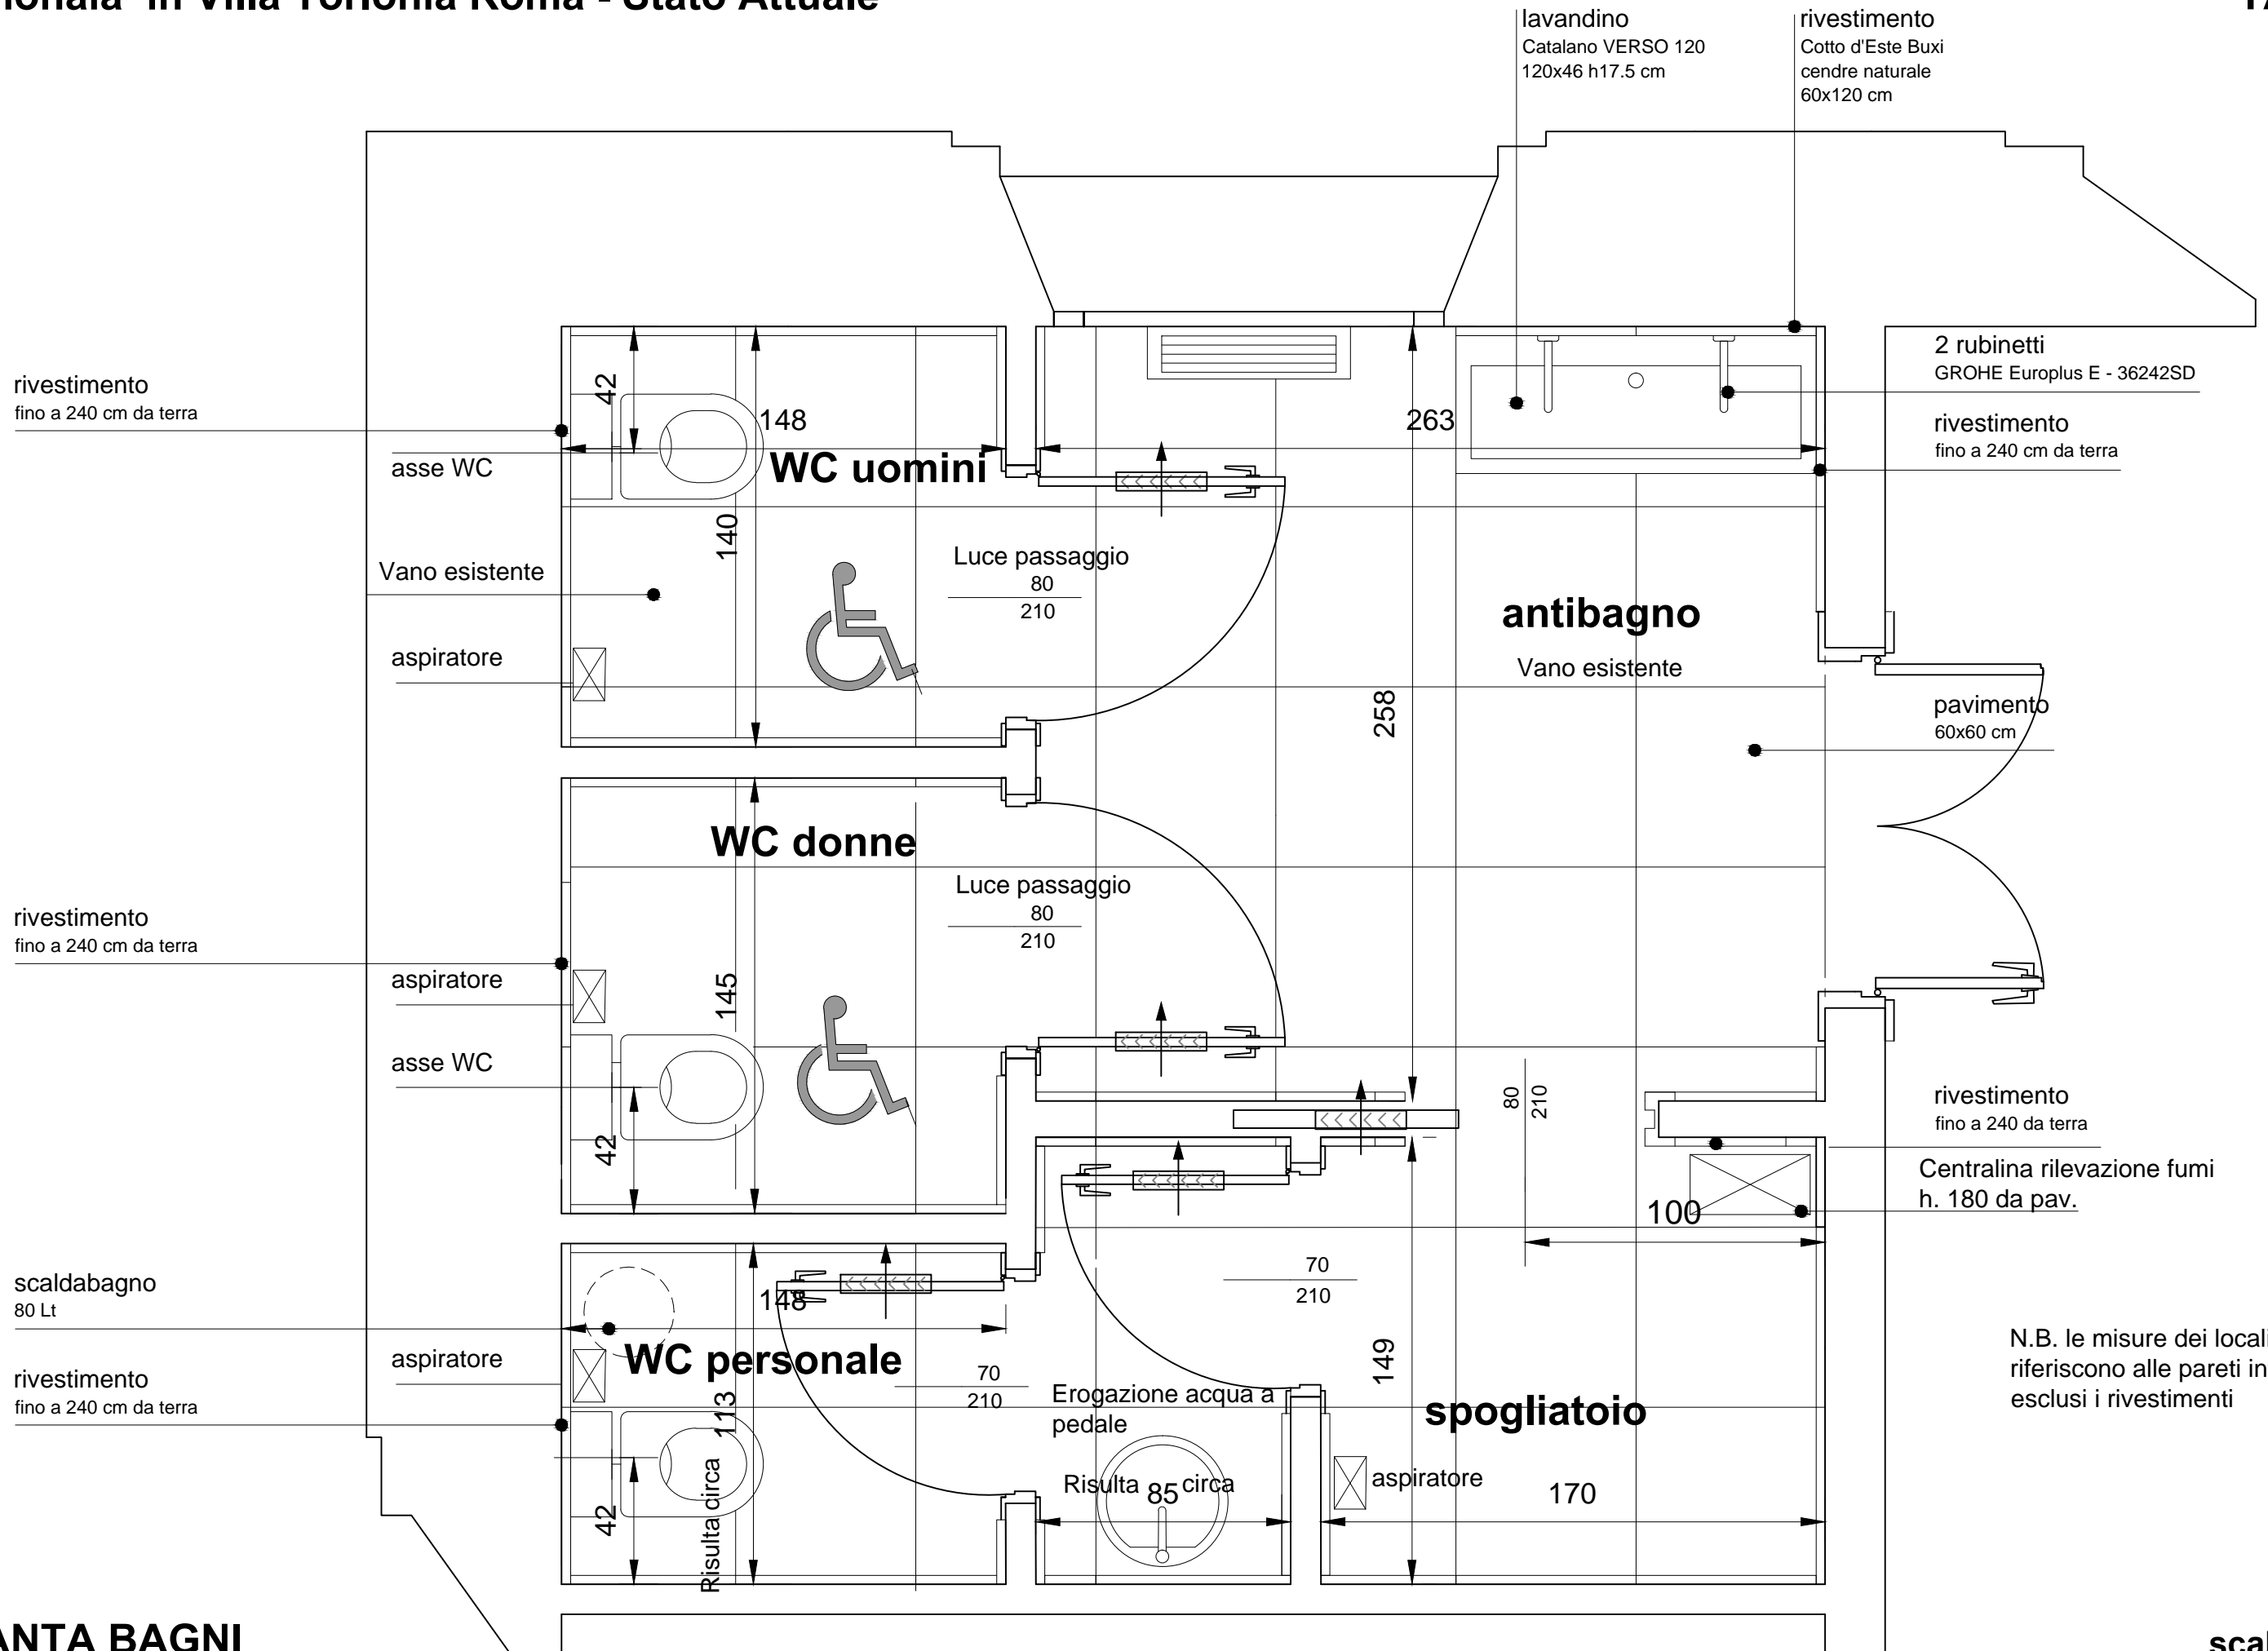 in Villa Torlonia Roma - Stato Attuale
lavandino
Catalano VERSO 120
120x46 h17.5 cm
rivestimento
Cotto d'Este Buxi
cendre naturale
60x120 cm
rivestimento
fino a 240 cm da terra
asse WC
42
148
WC uomini
140
263
2 rubinetti
GROHE Europlus E - 36242SD
rivestimento
fino a 240 cm da terra
Vano esistente
Luce passaggio
80
210
antibagno
Vano esistente
aspiratore
258
pavimento
60x60 cm
WC donne
Luce passaggio
80
210
rivestimento
fino a 240 cm da terra
aspiratore
145
asse WC
42
80
210
rivestimento
fino a 240 da terra
Centralina rilevazione fumi
h. 180 da pav.
100
scaldabagno
80 Lt
148
70
210
aspiratore
WC personale
rivestimento
fino a 240 cm da terra
113
Risulta circa
42
70
210
Erogazione acqua a
pedale
149
spogliatoio
N.B. le misure dei locali
riferiscono alle pareti
esclusi i rivestimenti
Risulta 85 circa
aspiratore
170
BAGNI